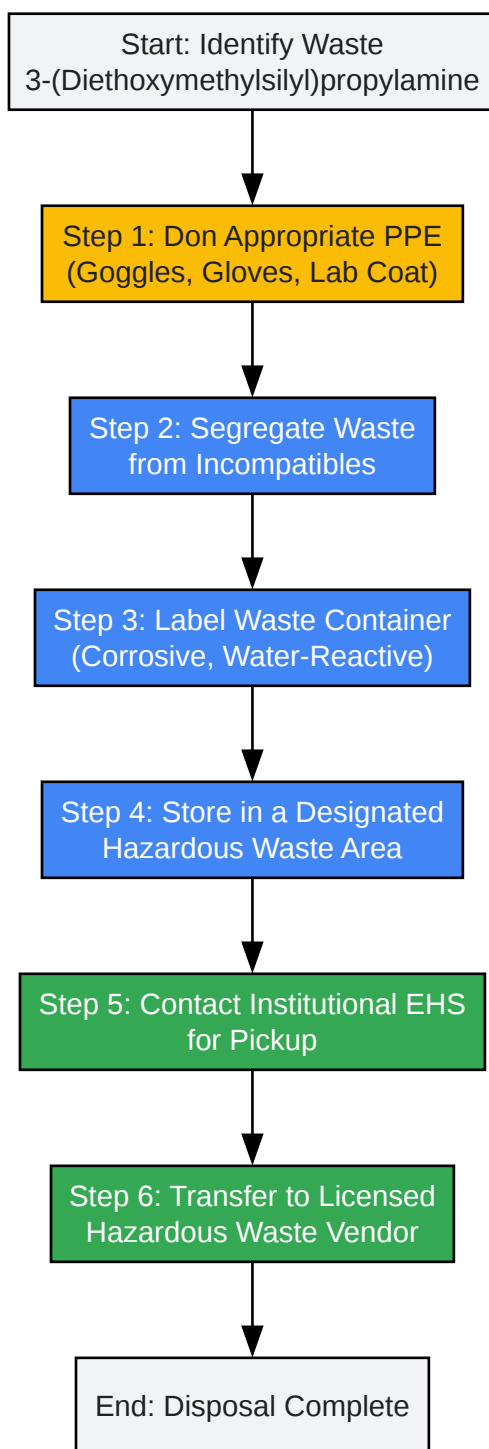 Start: Identify Waste
3-(Diethoxymethylsilyl)propylamine
Step 1: Don Appropriate PPE
(Goggles, Gloves, Lab Coat)
Step 2: Segregate Waste
from Incompatibles
Step 3: Label Waste Container
(Corrosive, Water-Reactive)
Step 4: Store in a Designated
Hazardous Waste Area
Step 5: Contact Institutional EHS
for Pickup
Step 6: Transfer to Licensed
Hazardous Waste Vendor
End: Disposal Complete